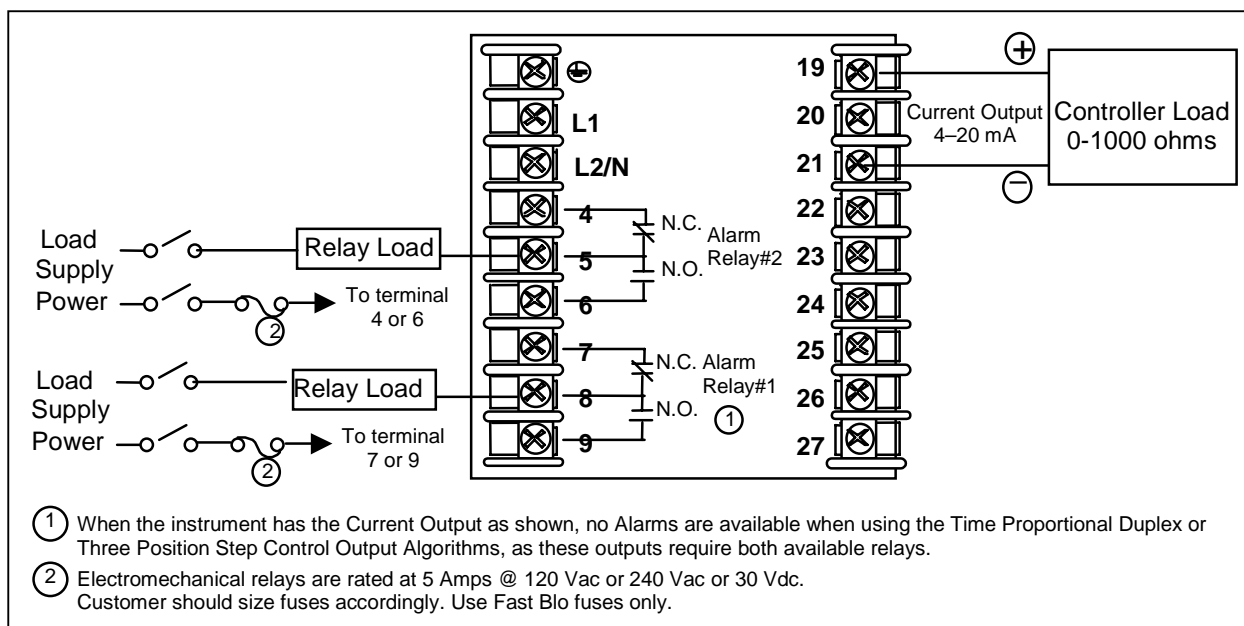 L1
L2/N
4
5
6
7
8
9
N.C.
Alarm
Relay#2
N.O.
N.C. Alarm
Relay#1
N.O.
1
19
20
21
22
23
24
25
26
27
+
Current Output
4–20 mA
−
Controller Load
0-1000 ohms
Load
Supply
Power
Relay Load
To terminal
4 or 6
2
Load
Supply
Power
Relay Load
To terminal
7 or 9
2
1 When the instrument has the Current Output as shown, no Alarms are available when using the Time Proportional Duplex or
Three Position Step Control Output Algorithms, as these outputs require both available relays.
2 Electromechanical relays are rated at 5 Amps @ 120 Vac or 240 Vac or 30 Vdc.
Customer should size fuses accordingly. Use Fast Blo fuses only.